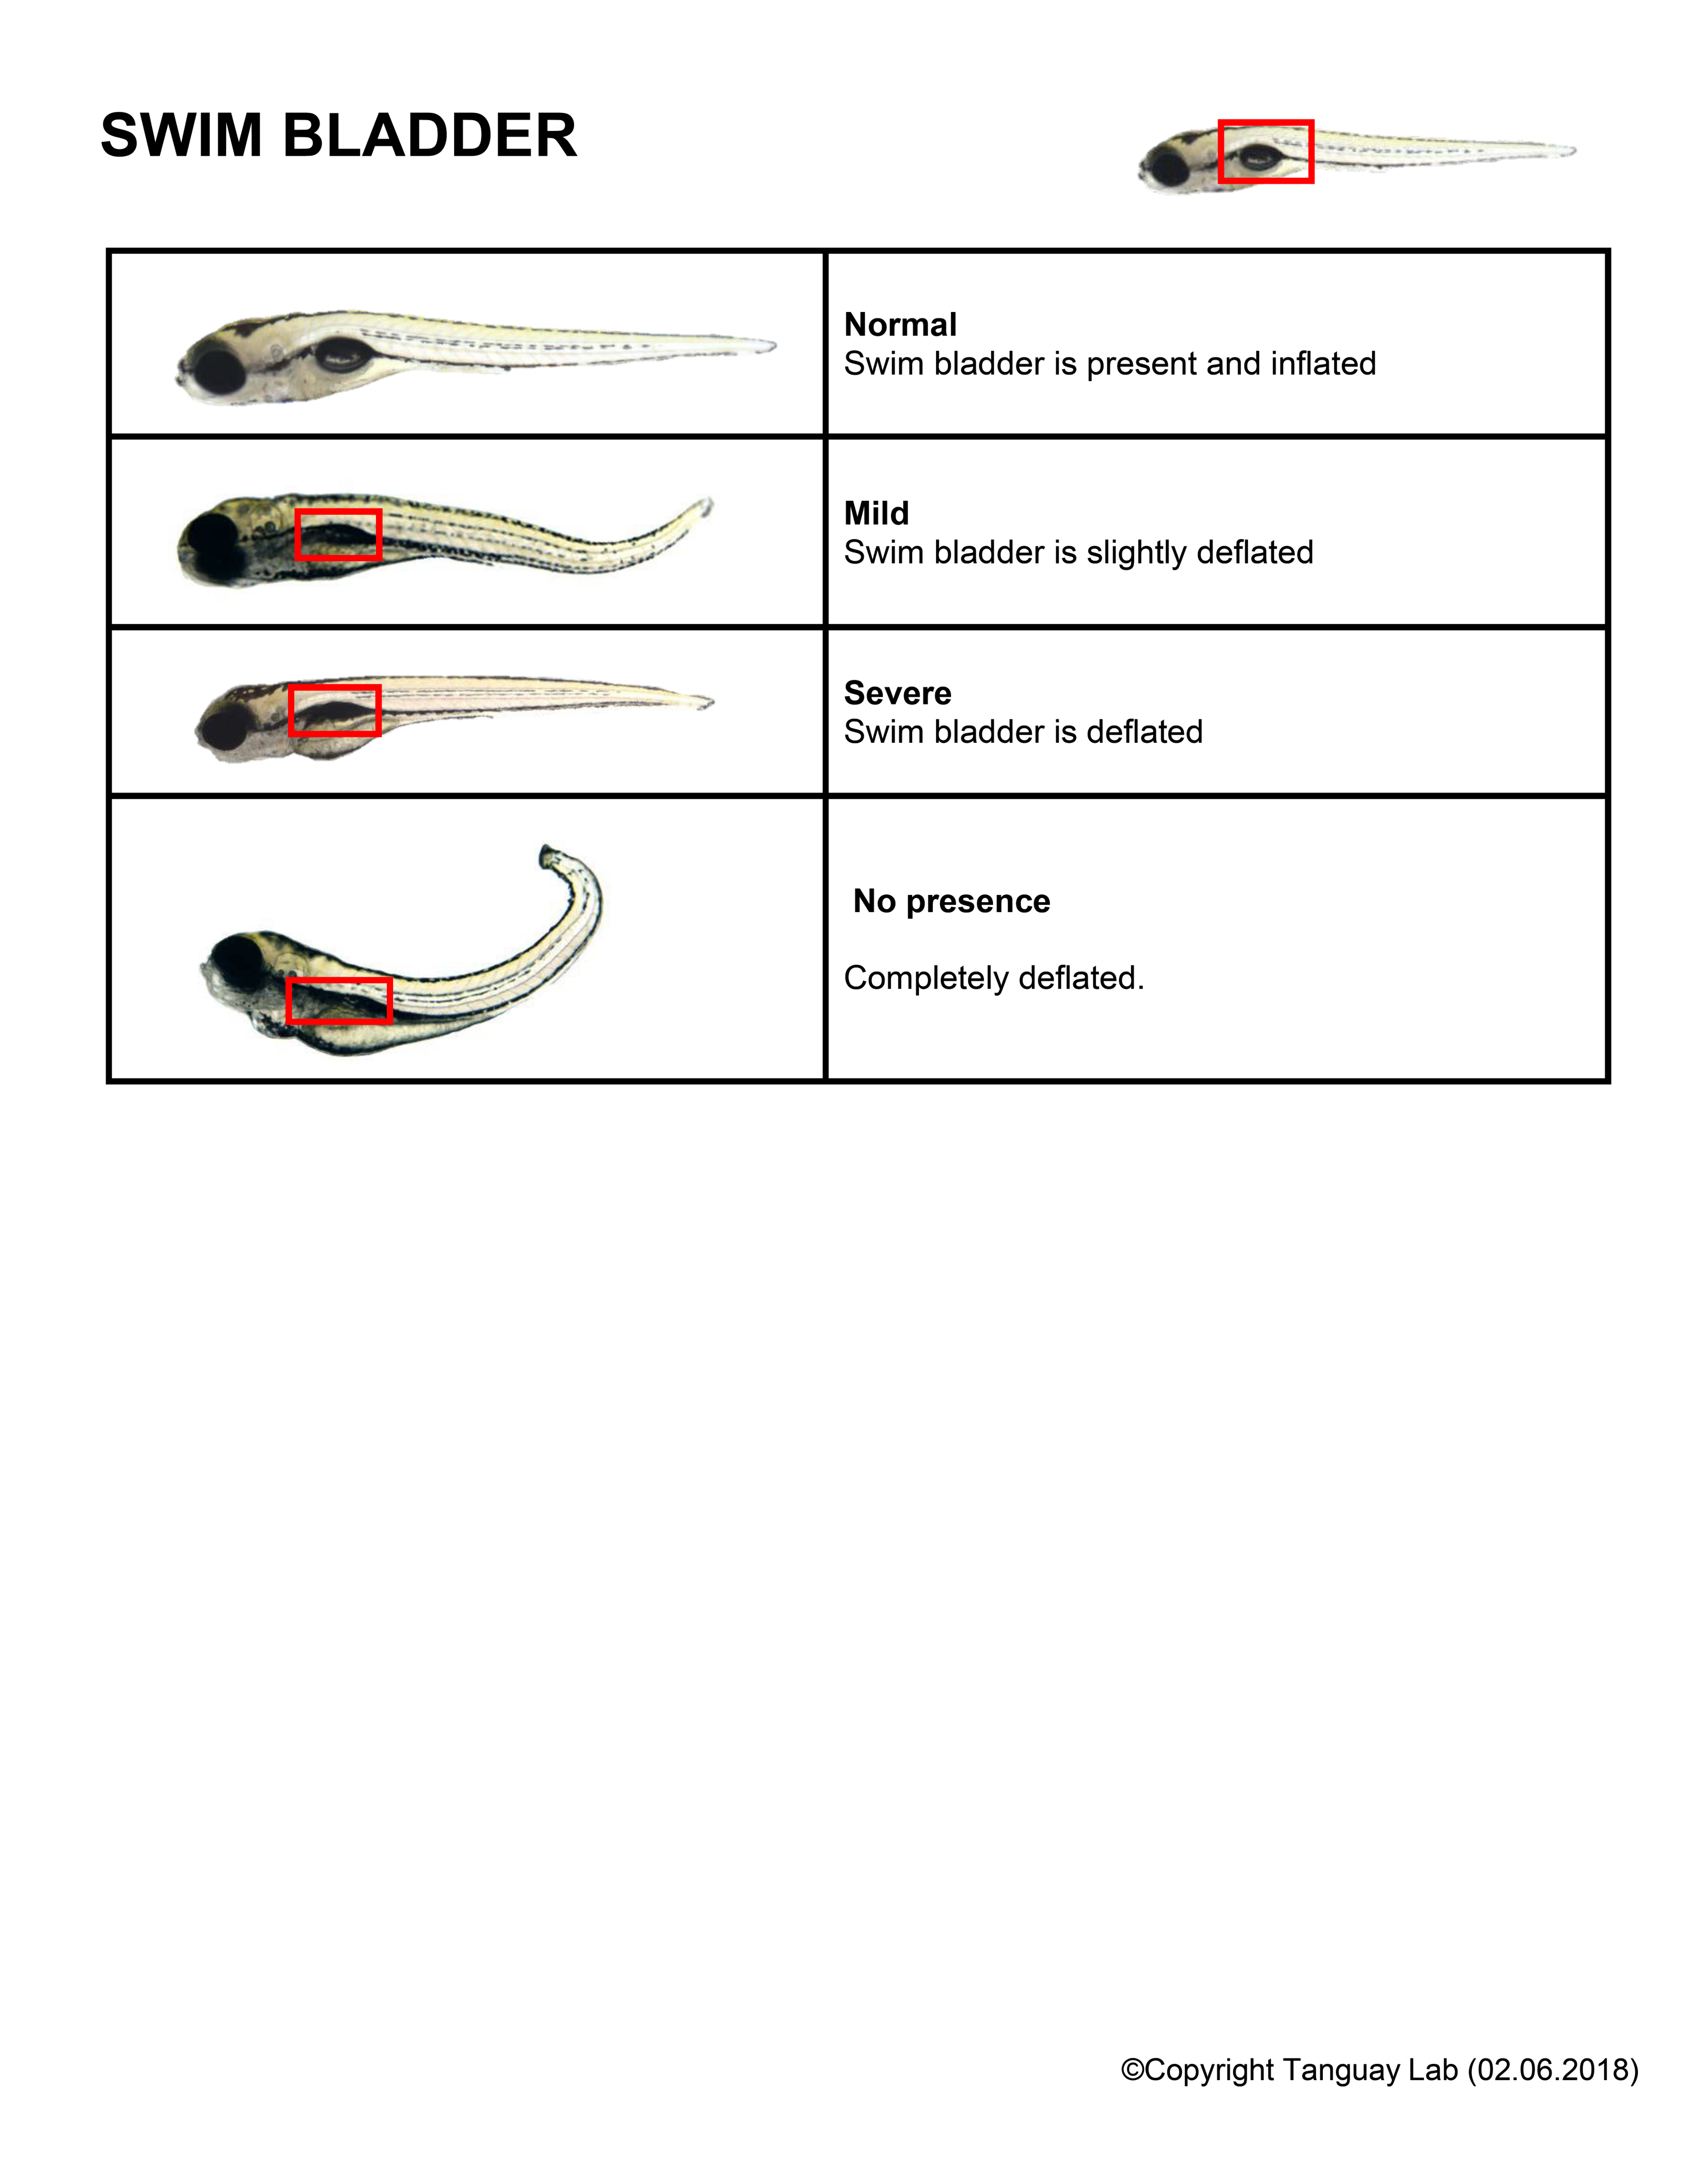 SWIM BLADDER
Normal
Swim bladder is present and inflated
Mild
Swim bladder is slightly deflated
Severe
Swim bladder is deflated
No presence
Completely deflated.
©Copyright Tanguay Lab (02.06.2018)